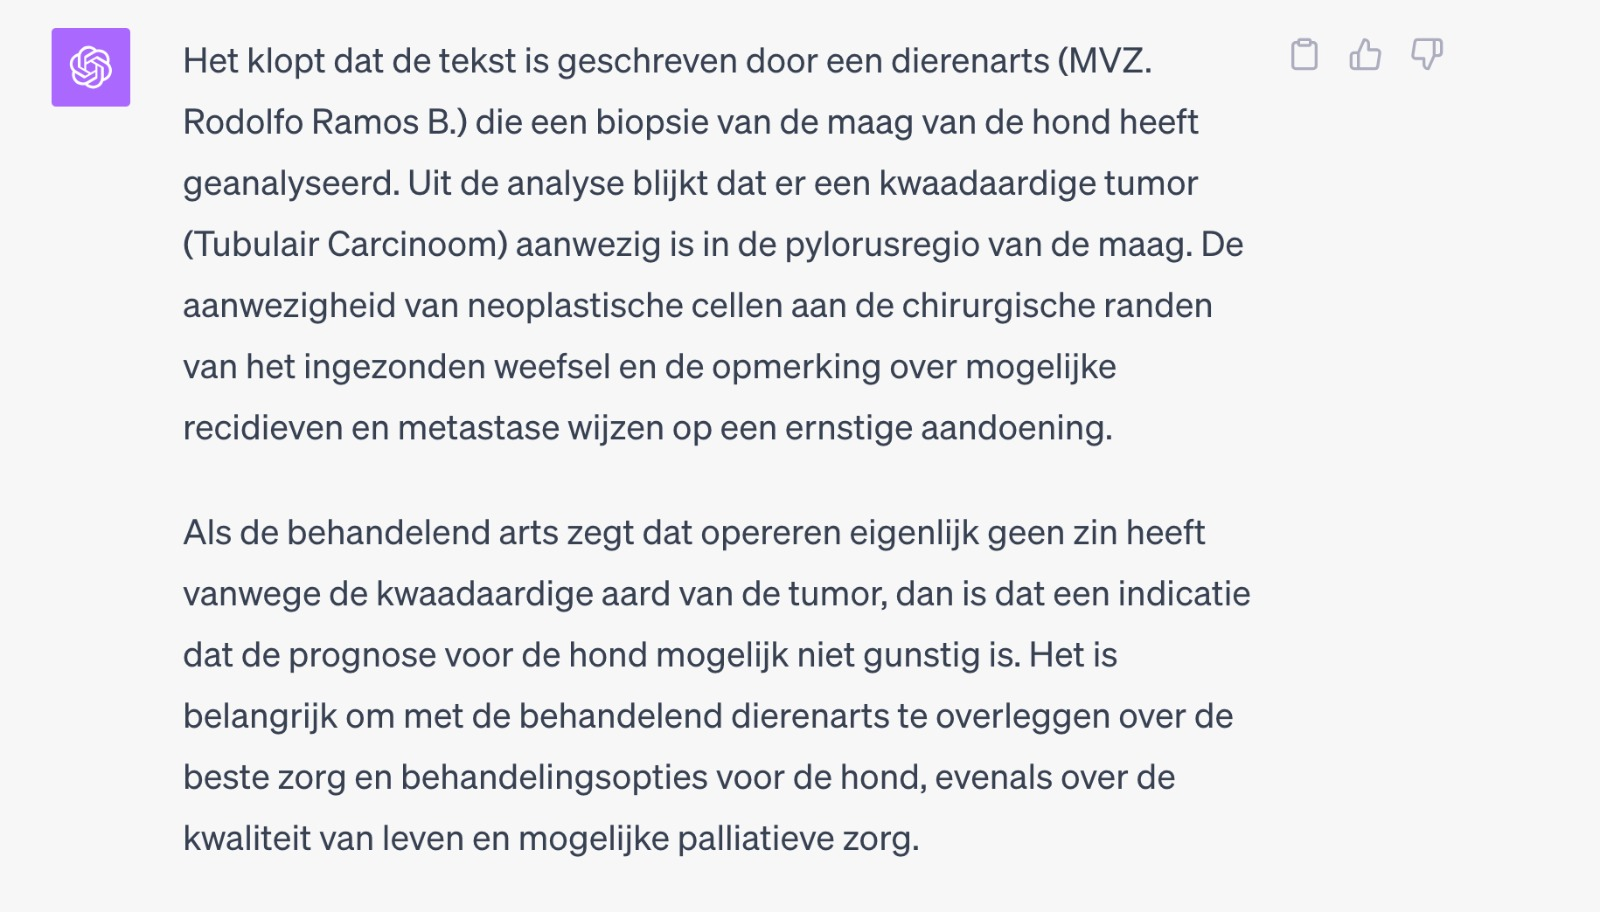 Het klopt dat de tekst is geschreven door een dierenarts (MVZ.
Rodolfo Ramos B.) die een biopsie van de maag van de hond heeft
geanalyseerd. Uit de analyse blijkt dat er een kwaadaardige tumor
(Tubulair Carcinoom) aanwezig is in de pylorusregio van de maag. De
aanwezigheid van neoplastische cellen aan de chirurgische randen
van het ingezonden weefsel en de opmerking over mogelijke
recidieven en metastase wijzen op een ernstige aandoening.
Als de behandelend arts zegt dat opereren eigenlijk geen zin heeft
vanwege de kwaadaardige aard van de tumor, dan is dat een indicatie
dat de prognose voor de hond mogelijk niet gunstig is. Het is
belangrijk om met de behandelend dierenarts te overleggen over de
beste zorg en behandelingsopties voor de hond, evenals over de
kwaliteit van leven en mogelijke palliatieve zorg.